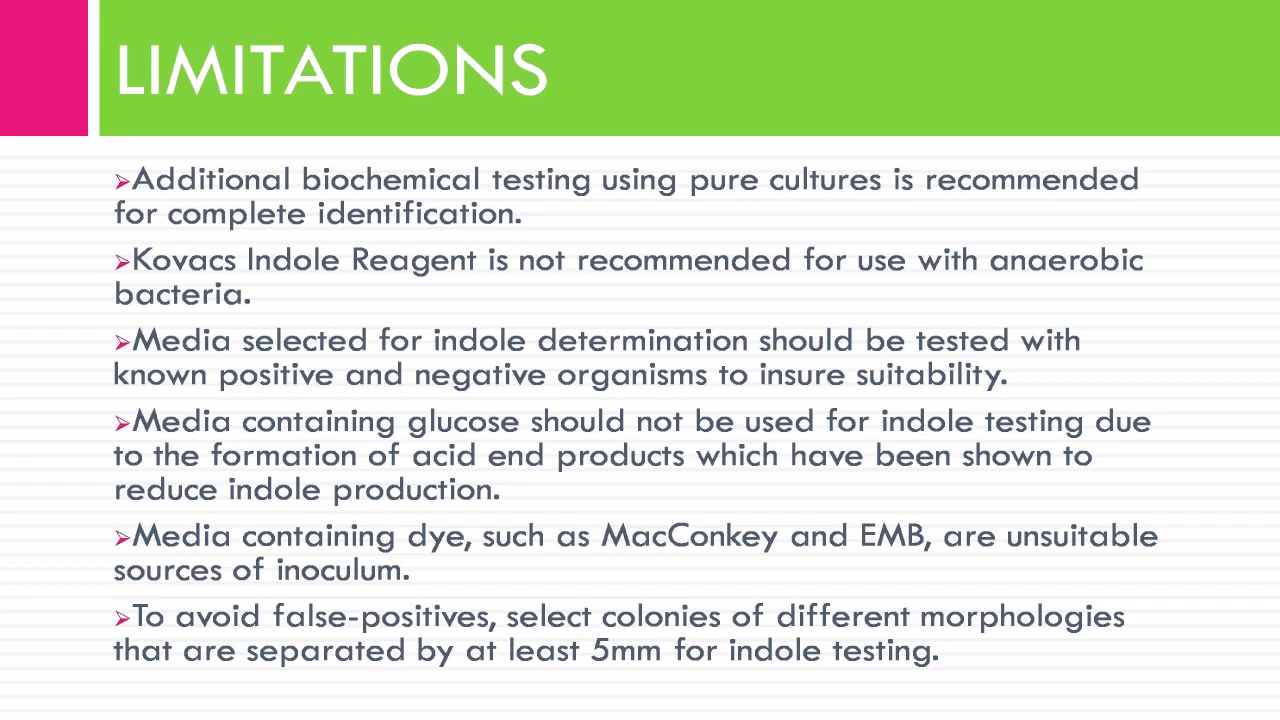 LIMITATIONS
➢Additional biochemical testing using pure cultures is recommended
for complete identification.
➢Kovacs Indole Reagent is not recommended for use with anaerobic
bacteria.
➢Media selected for indole determination should be tested with
known positive and negative organisms to insure suitability.
➢Media containing glucose should not be used for indole testing due
to the formation of acid end products which have been shown to
reduce indole production.
➢Media containing dye, such as MacConkey and EMB, are unsuitable
sources of inoculum.
➢To avoid false-positives, select colonies of different morphologies
that are separated by at least 5mm for indole testing.